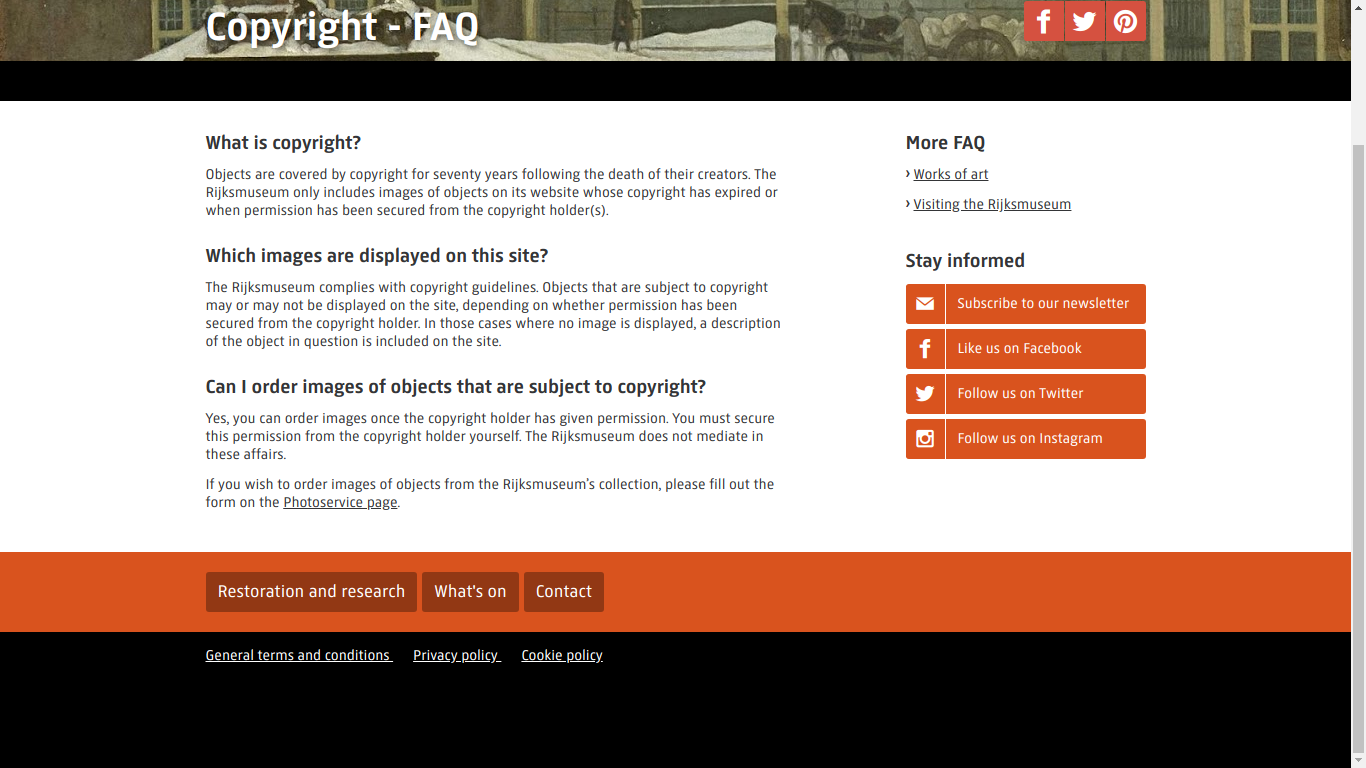 Copyright - FAQ
What is copyright?
Objects are covered by copyright for seventy years following the death of their creators. The
Rijksmuseum only includes images of objects on its website whose copyright has expired or
when permission has been secured from the copyright holder(s).
Which images are displayed on this site?
The Rijksmuseum complies with copyright guidelines. Objects that are subject to copyright
may or may not be displayed on the site, depending on whether permission has been
secured from the copyright holder. In those cases where no image is displayed, a description
of the object in question is included on the site.
Can I order images of objects that are subject to copyright?
Yes, you can order images once the copyright holder has given permission. You must secure
this permission from the copyright holder yourself. The Rijksmuseum does not mediate in
these affairs.
If you wish to order images of objects from the Rijksmuseum's collection, please fill out the
form on the Photoservice page.
More FAQ
› Works of art
› Visiting the Rijksmuseum
Stay informed
Subscribe to our newsletter
Like us on Facebook
Follow us on Twitter
Follow us on Instagram
Restoration and research What's on Contact
General terms and conditions Privacy policy Cookie policy